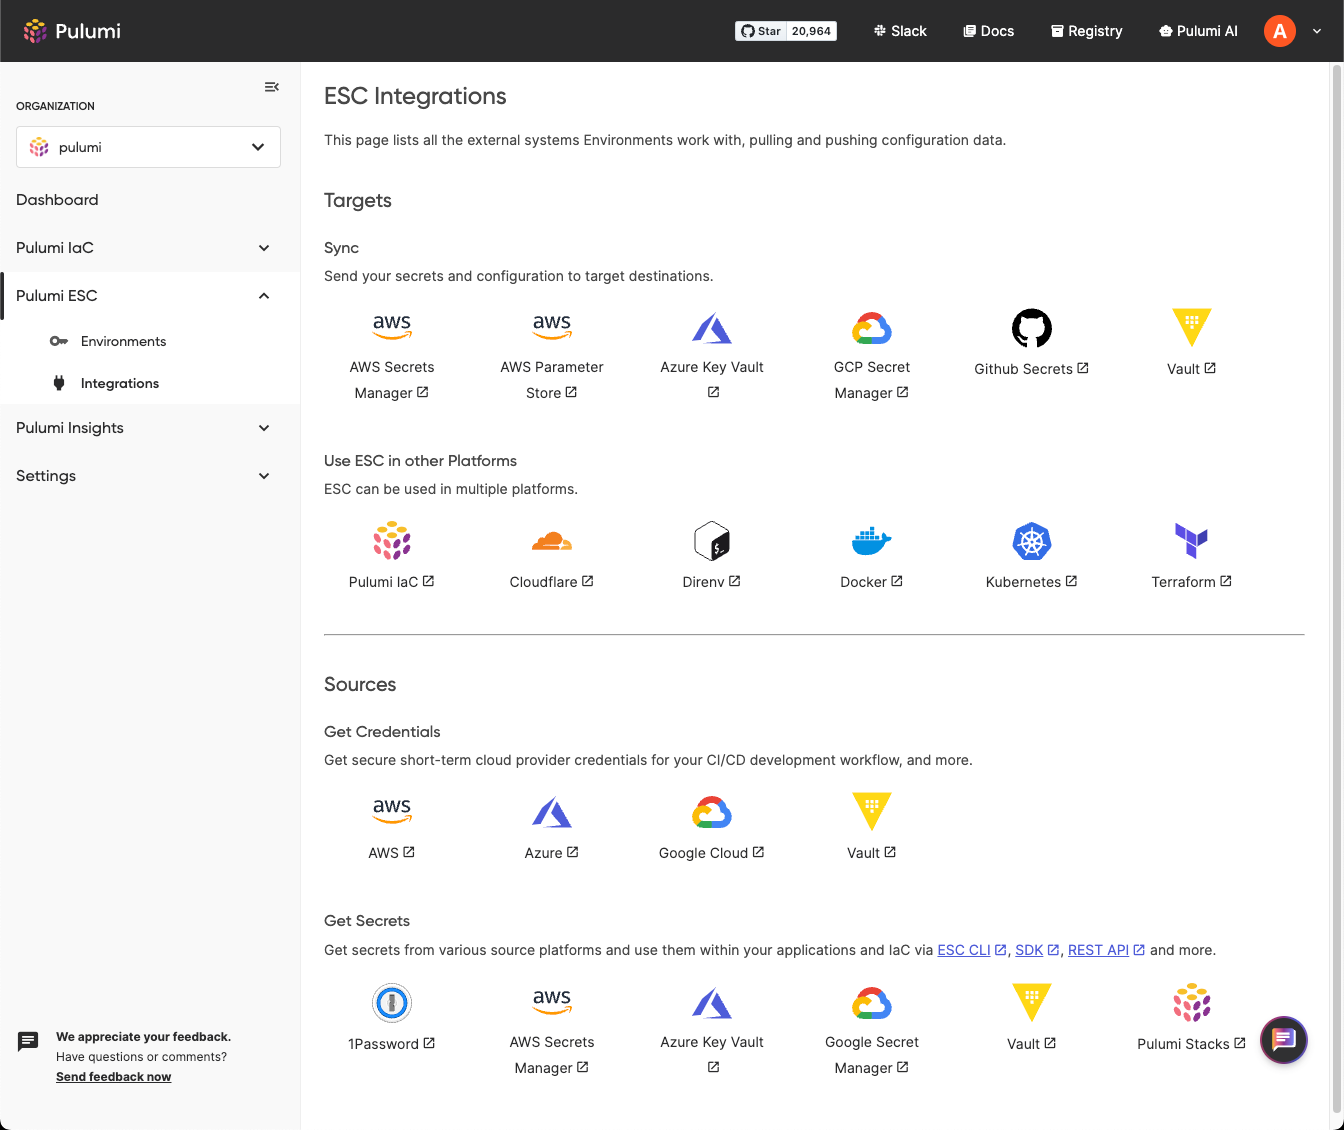 Pulumi
Star 20,964
Slack
Docs
Registry
Pulumi AI
A
ORGANIZATION
pulumi
Dashboard
Pulumi IaC
Pulumi ESC
Environments
Integrations
Pulumi Insights
Settings
We appreciate your feedback.
Have questions or comments?
Send feedback now
ESC Integrations
This page lists all the external systems Environments work with, pulling and pushing configuration data.
Targets
Sync
Send your secrets and configuration to target destinations.
aws
AWS Secrets
Manager
aws
AWS Parameter
Store
Azure Key Vault
GCP Secret
Manager
Github Secrets
Vault
Use ESC in other Platforms
ESC can be used in multiple platforms.
Pulumi IaC
Cloudflare
$_
Direnv
Docker
Kubernetes
Terraform
Sources
Get Credentials
Get secure short-term cloud provider credentials for your CI/CD development workflow, and more.
aws
AWS
Azure
Google Cloud
Vault
Get Secrets
Get secrets from various source platforms and use them within your applications and IaC via ESC CLI, SDK, REST API and more.
1Password
aws
AWS Secrets
Manager
Azure Key Vault
Google Secret
Manager
Vault
Pulumi Stacks